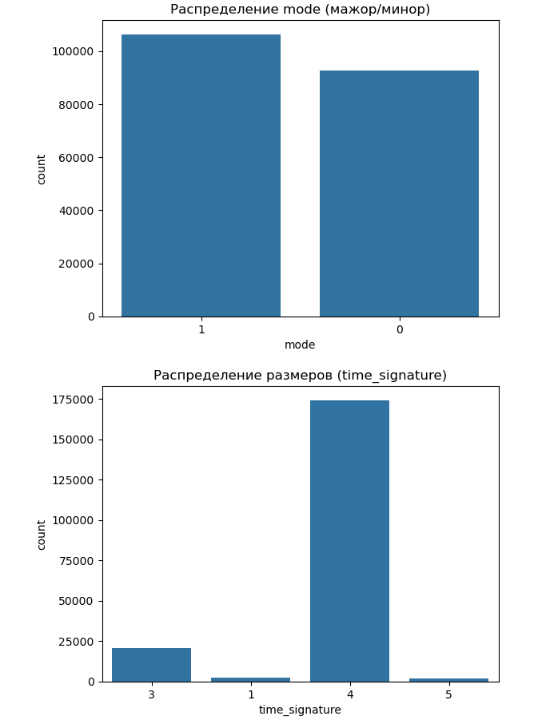 Распределение mode (мажор/минор)
100000
80000
60000
40000
20000
0
count
1 0
mode
Распределение размеров (time_signature)
175000
150000
125000
100000
75000
50000
25000
0
count
3 1 4 5
time_signature